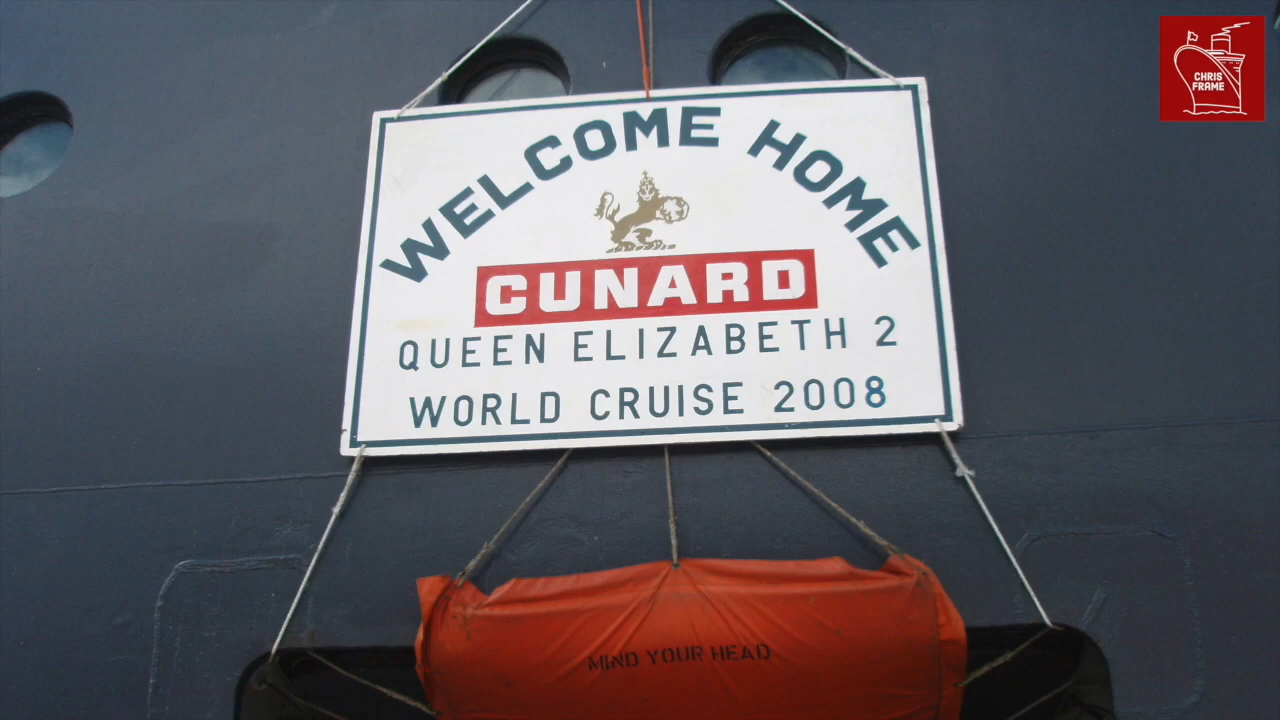 WELCOME HOME
CUNARD
QUEEN ELIZABETH 2
WORLD CRUISE 2008
MIND YOUR HEAD
CHRIS
FRAME